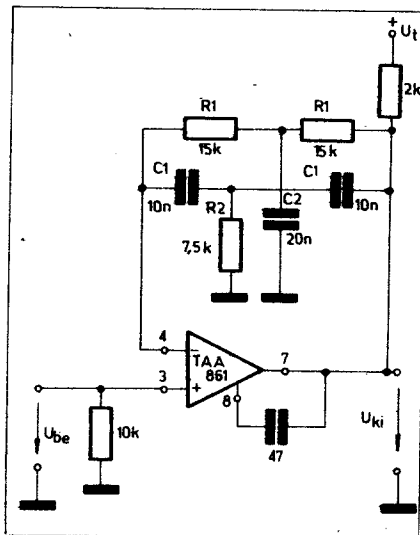 +
Ut
2k
R1
R1
15k
15k
C1
C1
10n
R2
C2
10n
7,5k
20n
4
TAA
7
861
3
+
8
Ube
10k
47
Uki